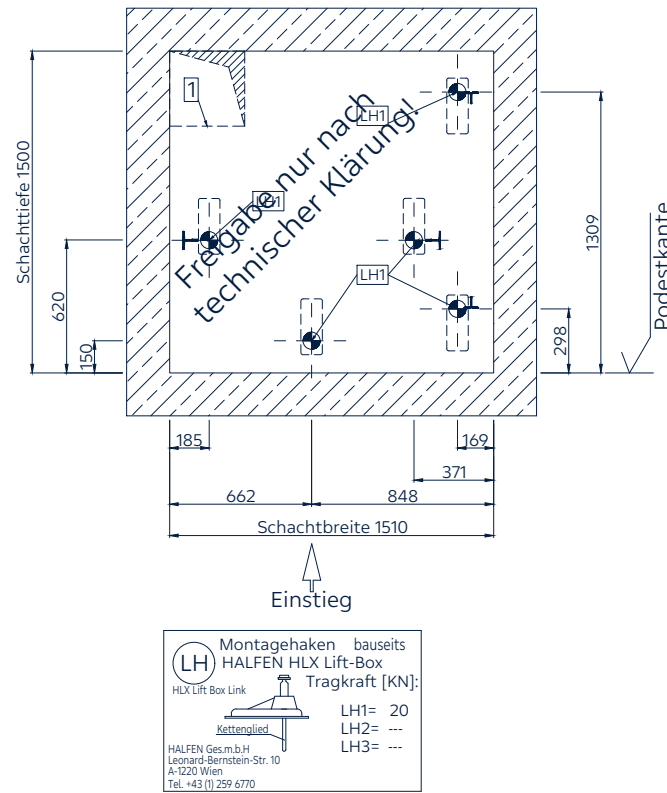 1
LH1
Freigabe nur nach
technischer Klärung!
LH1
LH1
Schachttiefe 1500
620
150
1309
298
Podestkante
185
169
371
662
848
Schachtbreite 1510
Einstieg
LH
Montagehaken bauseits
HALFEN HLX Lift-Box
HLX Lift Box Link
Tragkraft [KN]:
LH1= 20
LH2= ---
LH3= ---
Kettenglied
HALFEN Ges.m.b.H
Leonard-Bernstein-Str. 10
A-1220 Wien
Tel. +43 (1) 259 6770